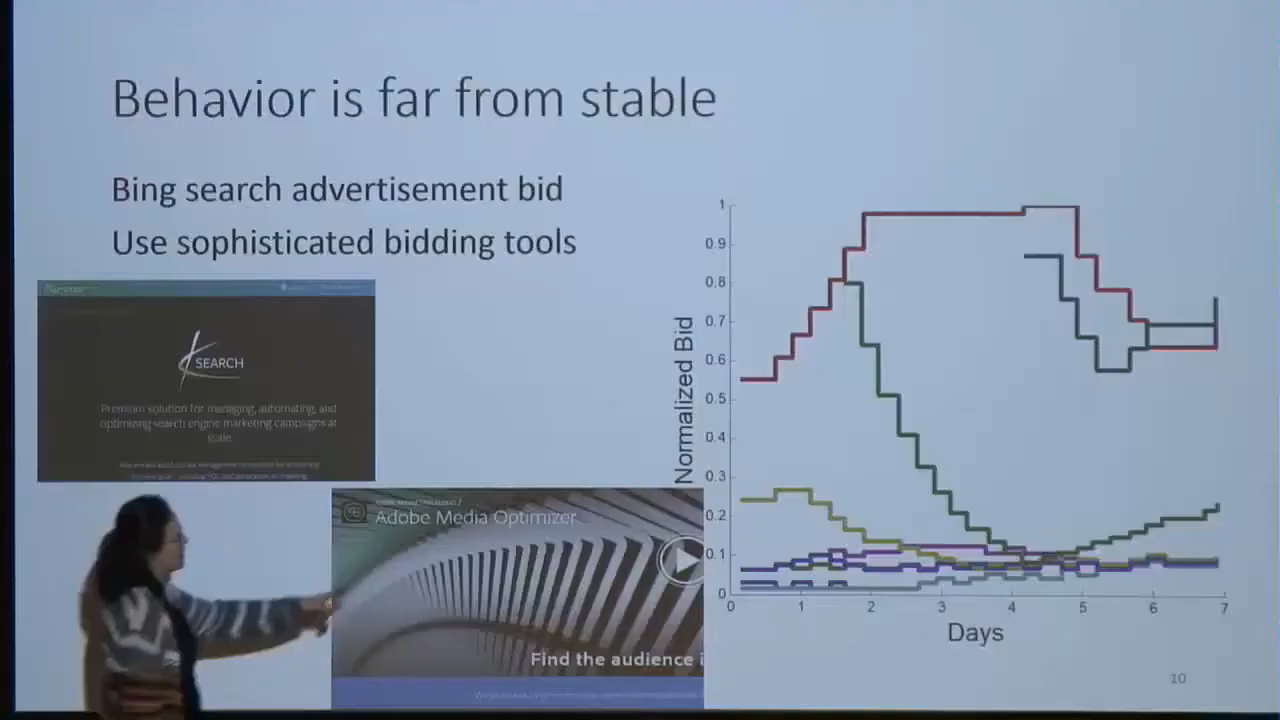 Behavior is far from stable
Bing search advertisement bid
Use sophisticated bidding tools
SEARCH
Premium solution for managing, automating, and
optimizing search engine marketing campaigns at
scale.
Adobe Media Optimizer
Find the audience i
Normalized Bid
1
0.9
0.8
0.7
0.6
0.5
0.4
0.3
0.2
0.1
0
0 1 2 3 4 5 6 7
Days
10